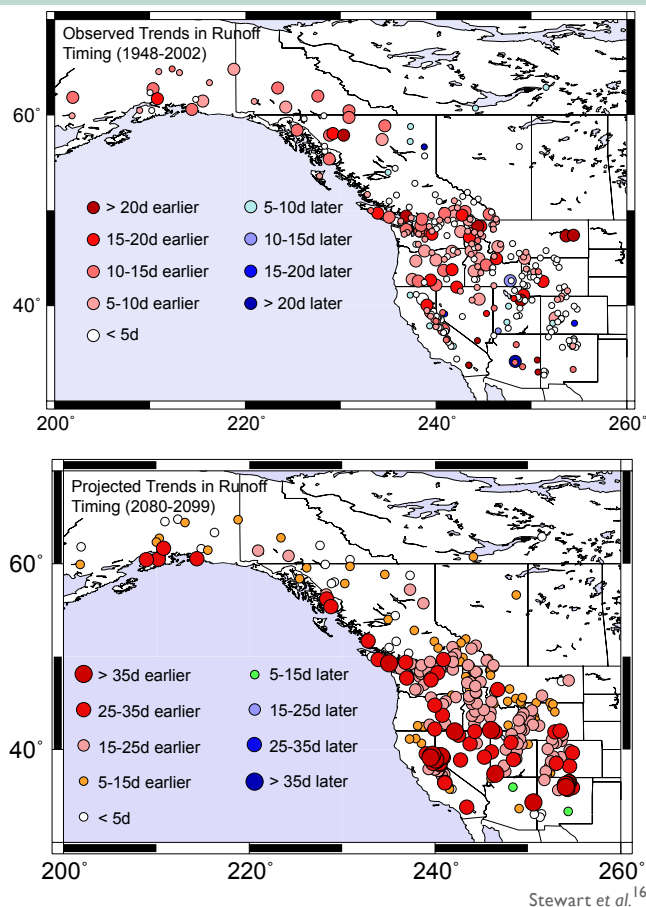 Observed Trends in Runoff
Timing (1948-2002)
60˚
> 20d earlier
5-10d later
15-20d earlier
10-15d later
10-15d earlier
15-20d later
5-10d earlier
> 20d later
< 5d
40˚
200˚ 220˚ 240˚ 260˚
Projected Trends in Runoff
Timing (2080-2099)
60˚
> 35d earlier
5-15d later
25-35d earlier
15-25d later
15-25d earlier
25-35d later
5-15d earlier
> 35d later
< 5d
40˚
200˚ 220˚ 240˚ 260˚
Stewart et al.16